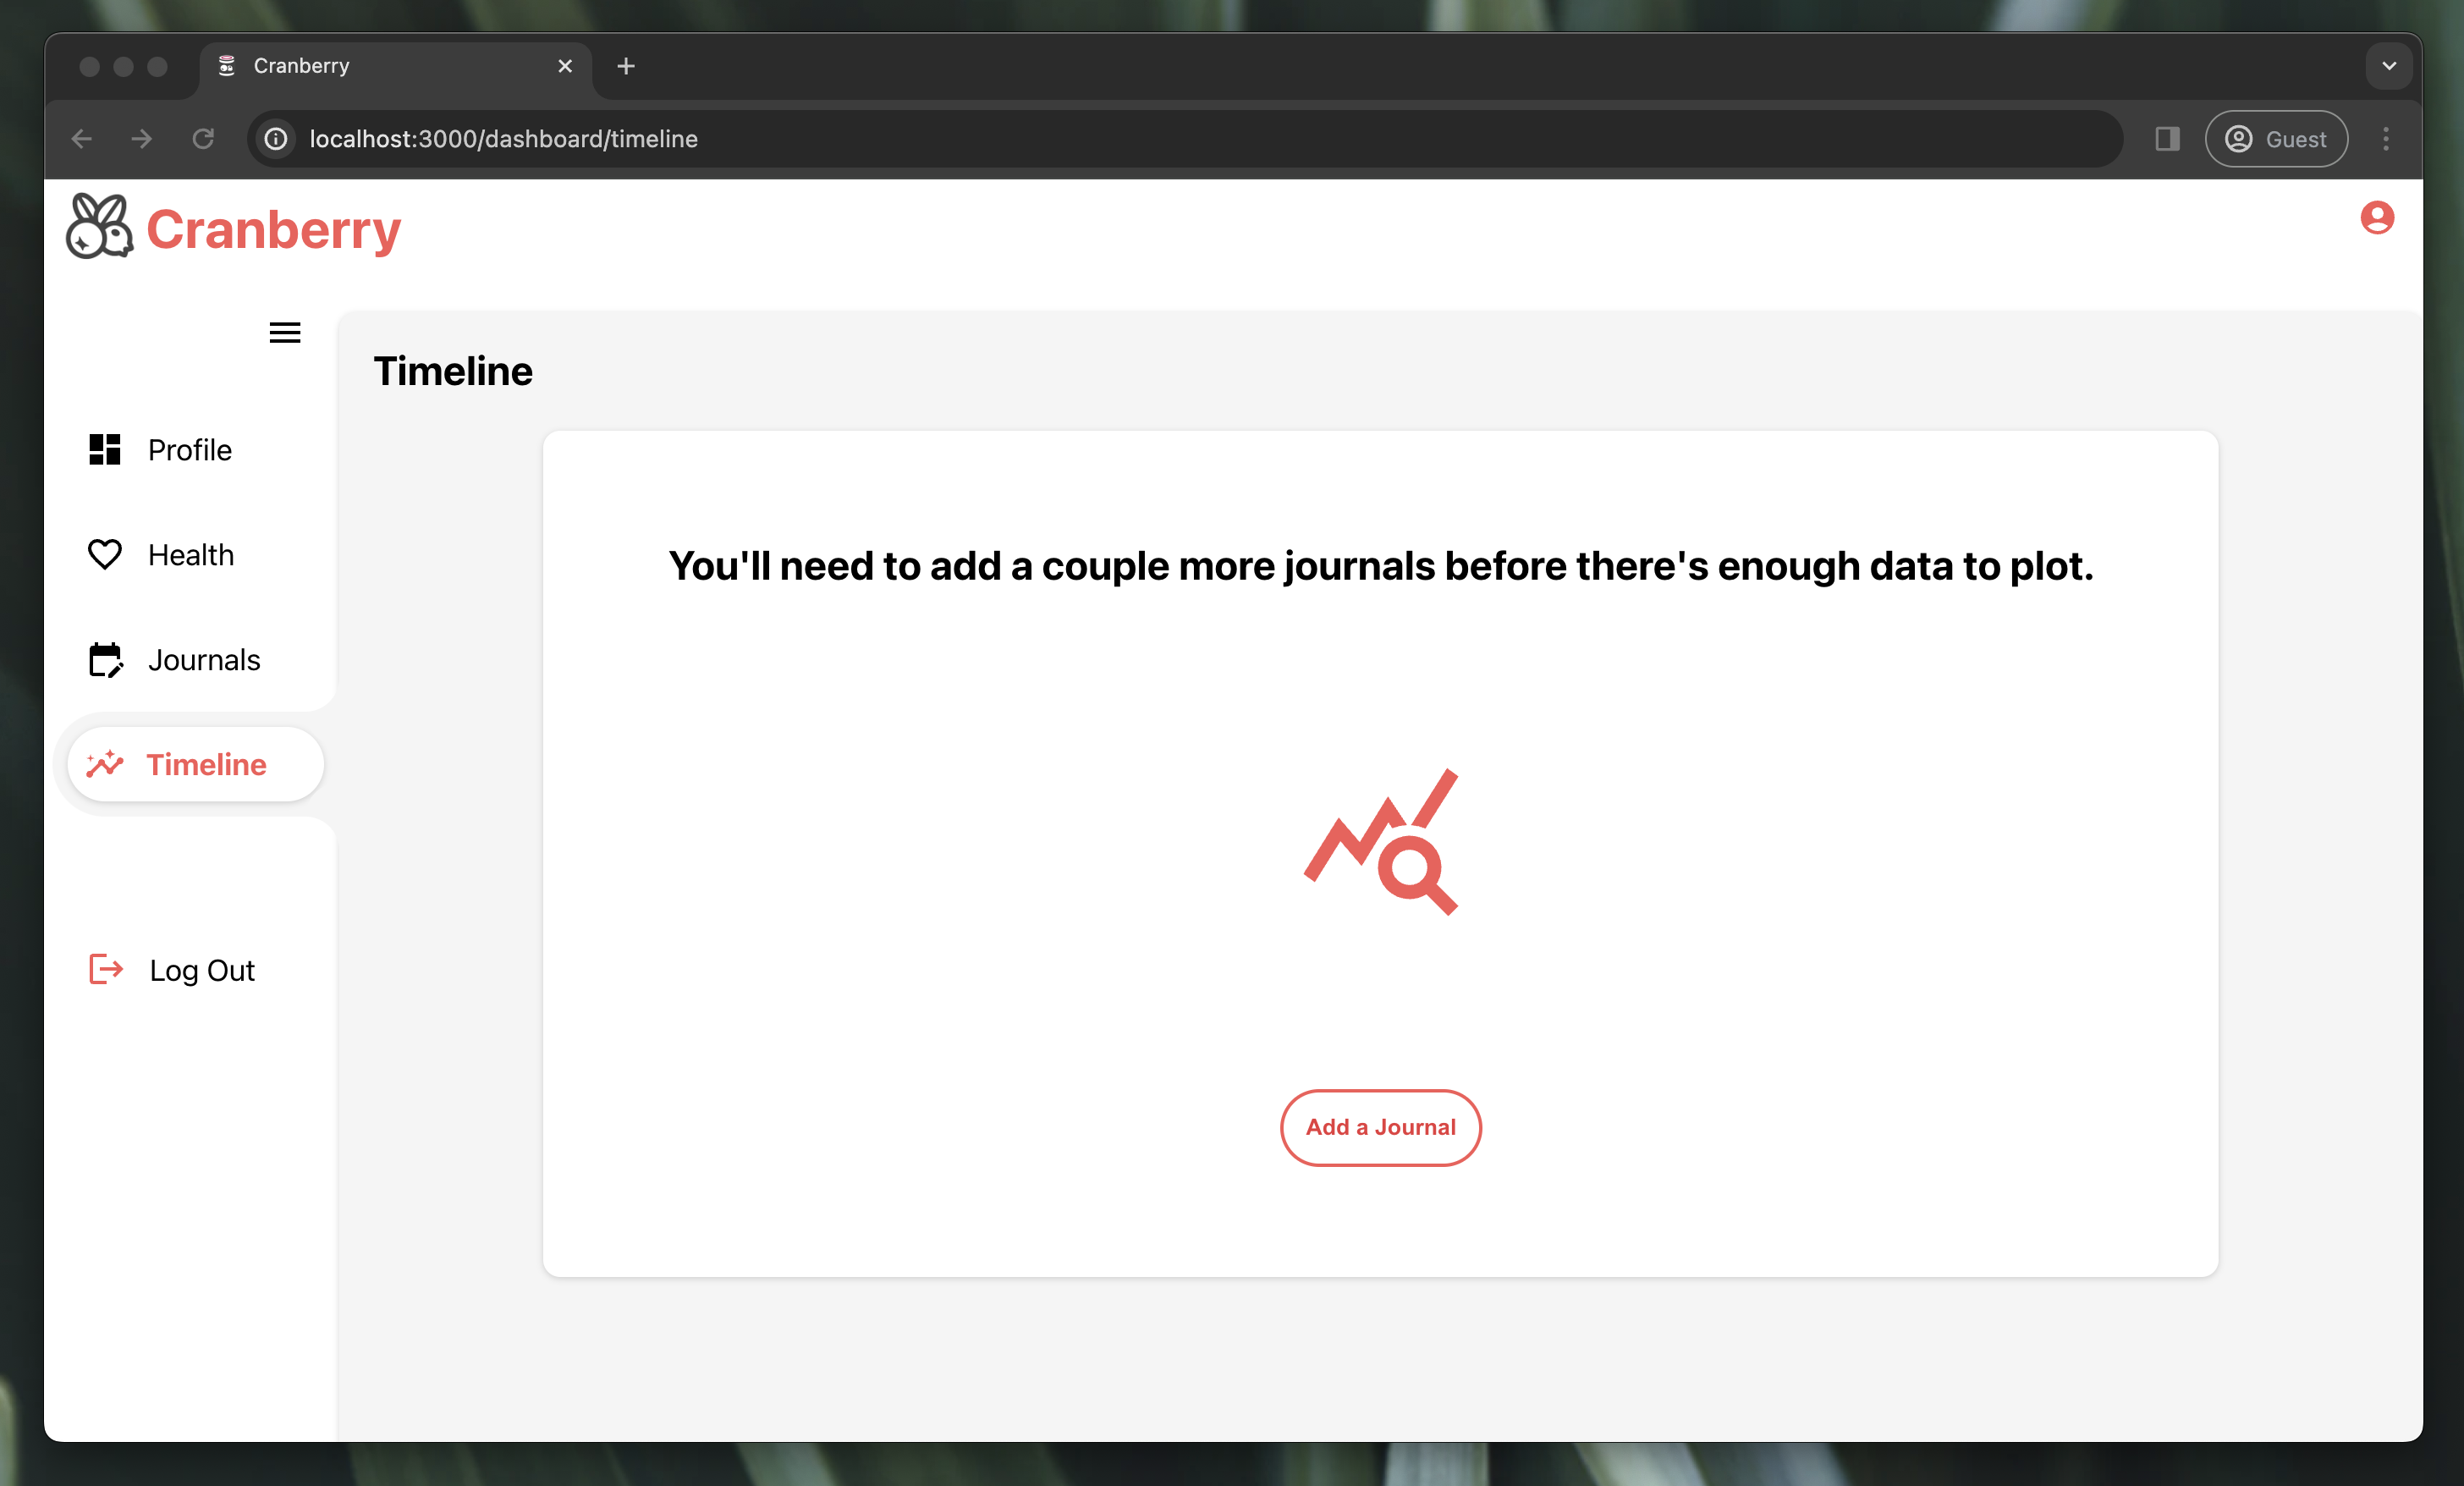 Cranberry
localhost:3000/dashboard/timeline
Guest
Cranberry
Timeline
Profile
Health
Journals
Timeline
Log Out
You'll need to add a couple more journals before there's enough data to plot.
Add a Journal